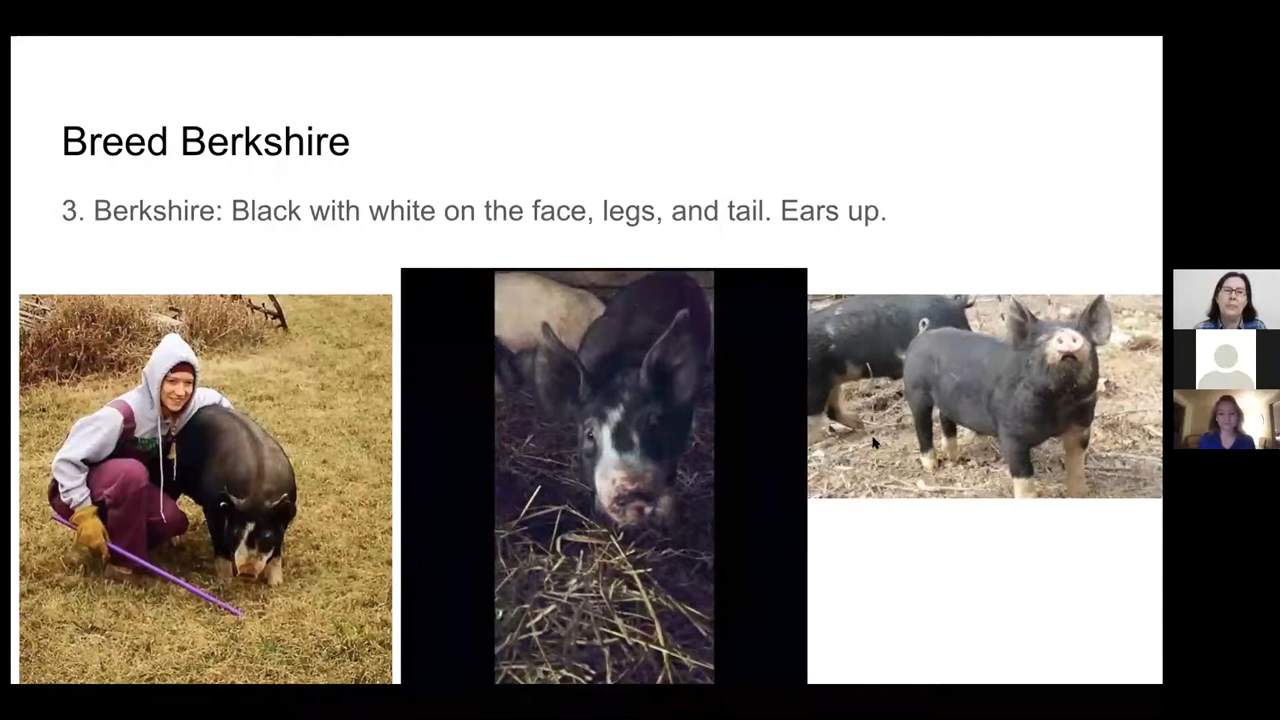 Breed Berkshire
3. Berkshire: Black with white on the face, legs, and tail. Ears up.